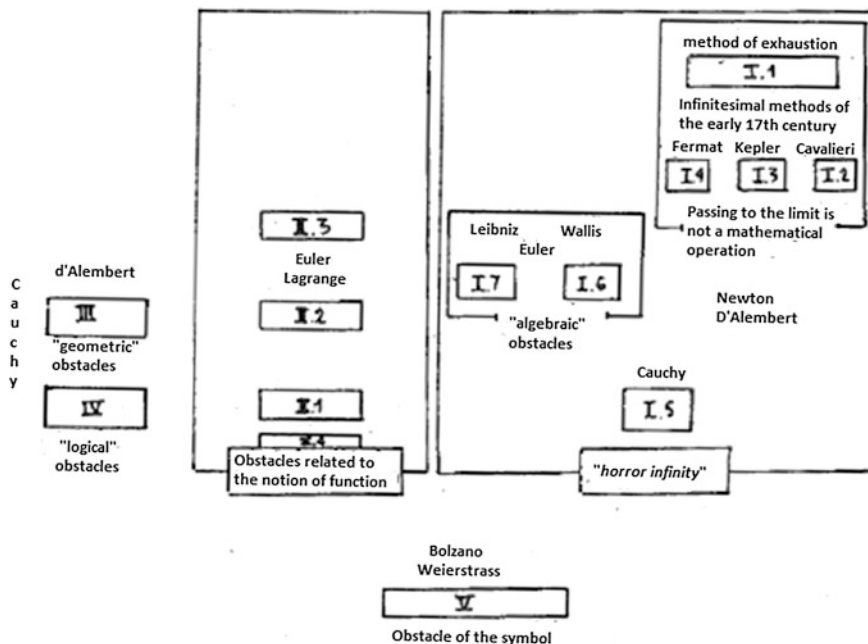 method of exhaustion
I.1
Infinitesimal methods of
the early 17th century
Fermat Kepler Cavalieri
I.4 I.3 I.2
Passing to the limit is
not a mathematical
operation
Leibniz Wallis
Euler
I.7 I.6
"algebraic"
obstacles
Newton
D'Alembert
Cauchy
I.5
"horror infinity"
II.3
Euler
Lagrange
II.2
II.1
Obstacles related to
the notion of function
Cauchy
d'Alembert
III
"geometric"
obstacles
IV
"logical"
obstacles
Bolzano
Weierstrass
V
Obstacle of the symbol